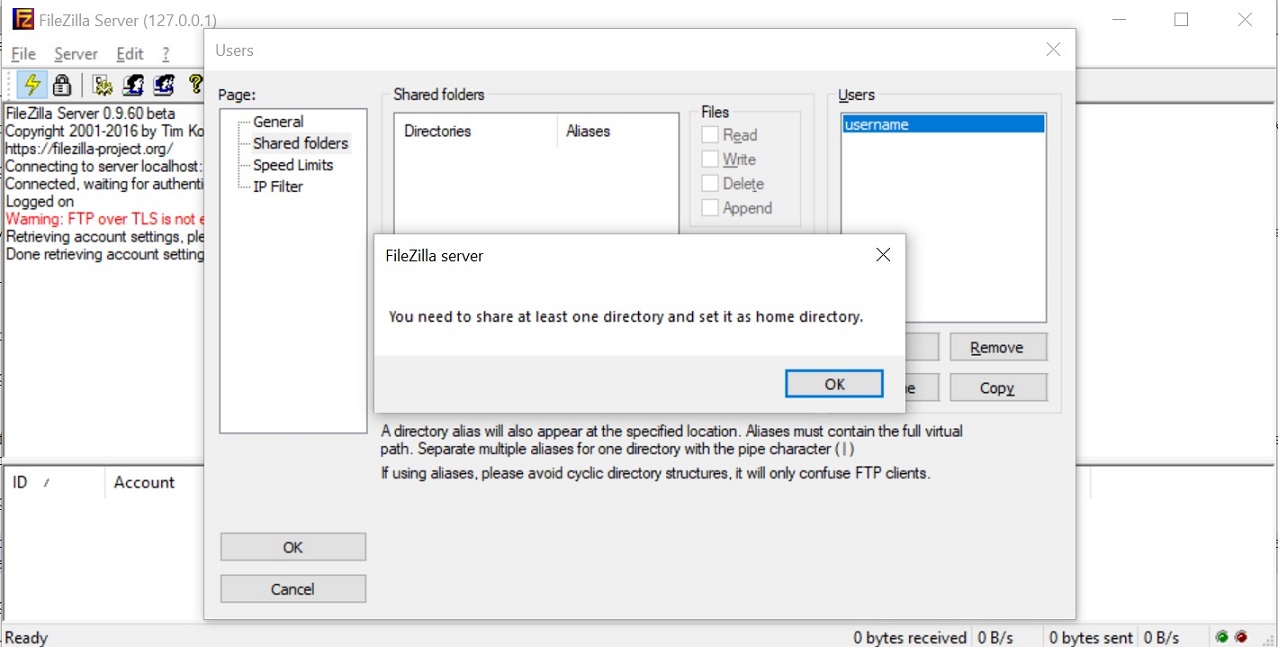 FileZilla Server (127.0.0.1)
File Server Edit ?
Users
Page:
General
Shared folders
Speed Limits
IP Filter
Shared folders
Directories Aliases
Files
Read
Write
Delete
Append
Users
username
FileZilla Server 0.9.60 beta
Copyright 2001-2016 by Tim Ko
https://filezilla-project.org/
Connecting to server localhost:
Connected, waiting for authenti
Logged on
Warning: FTP over TLS is not e
Retrieving account settings, ple
Done retrieving account setting
FileZilla server
You need to share at least one directory and set it as home directory.
OK
Remove
Copy
A directory alias will also appear at the specified location. Aliases must contain the full virtual
path. Separate multiple aliases for one directory with the pipe character (|)
If using aliases, please avoid cyclic directory structures, it will only confuse FTP clients.
ID / Account
OK
Cancel
Ready
0 bytes received 0 B/s 0 bytes sent 0 B/s